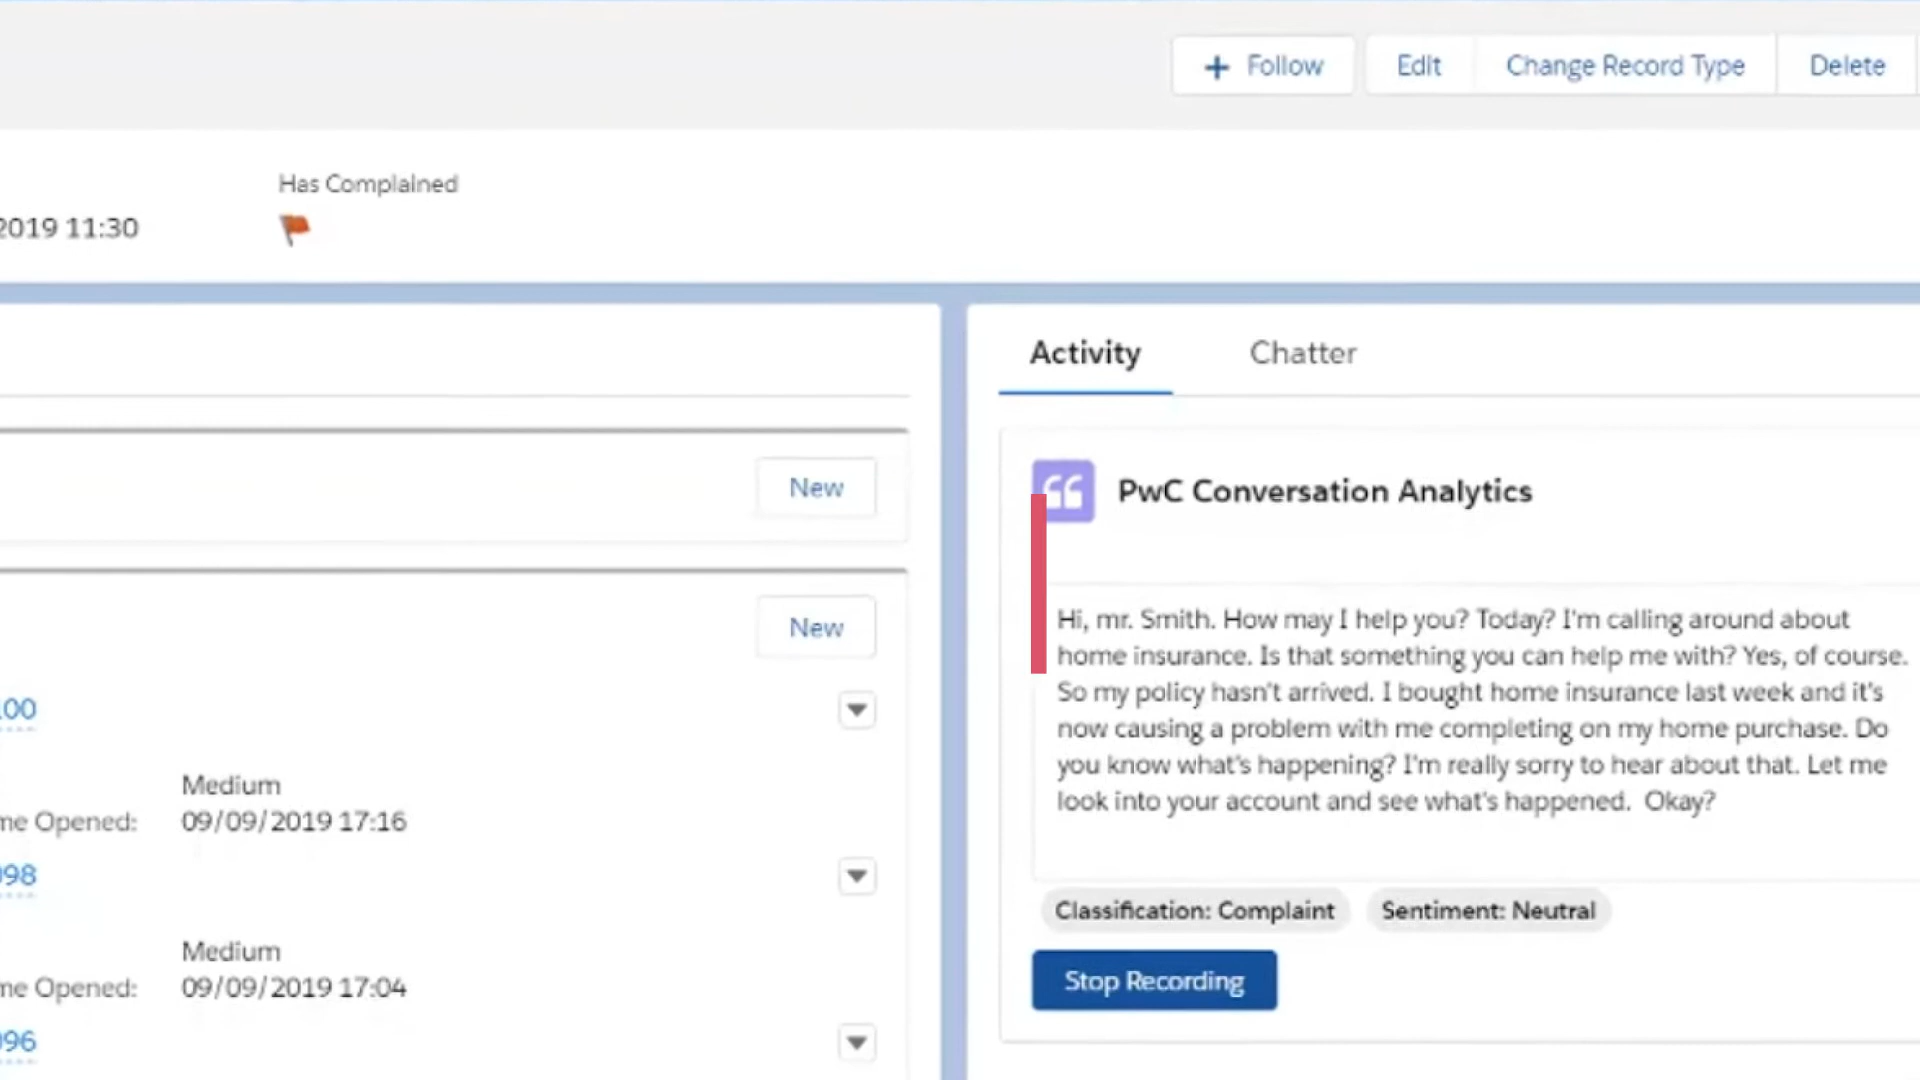 + Follow
Edit
Change Record Type
Delete
Has Complained
2019 11:30
Activity
Chatter
New
PwC Conversation Analytics
New
Hi, mr. Smith. How may I help you? Today? I'm calling around about
home insurance. Is that something you can help me with? Yes, of course.
So my policy hasn't arrived. I bought home insurance last week and it's
now causing a problem with me completing on my home purchase. Do
you know what's happening? I'm really sorry to hear about that. Let me
look into your account and see what's happened. Okay?
Classification: Complaint
Sentiment: Neutral
Stop Recording
00
Medium
me Opened:
09/09/2019 17:16
098
Medium
me Opened:
09/09/2019 17:04
096